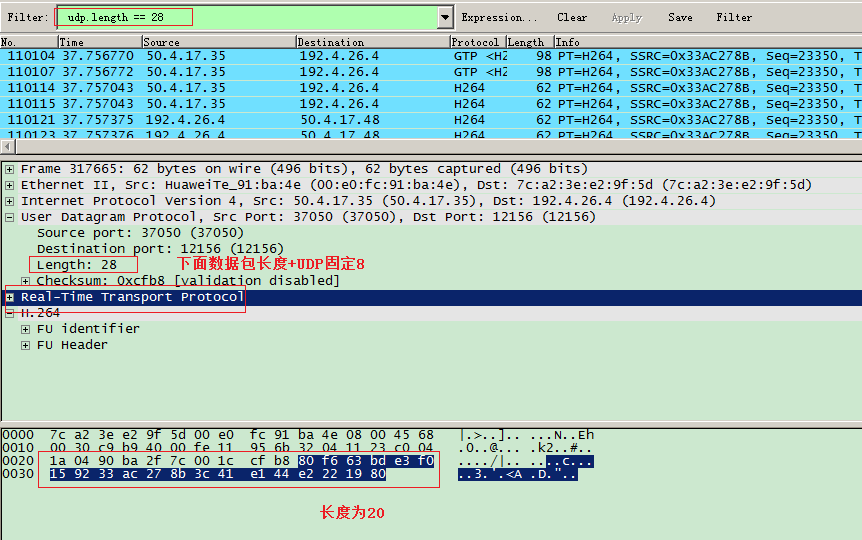 Filter: udp.length == 28 Expression... Clear Apply Save Filter
No. Time Source Destination Protocol Length Info
110104 37.756770 50.4.17.35 192.4.26.4 GTP <H2 98 PT=H264, SSRC=0x33AC278B, Seq=23350, T
110107 37.756772 50.4.17.35 192.4.26.4 GTP <H2 98 PT=H264, SSRC=0x33AC278B, Seq=23350, T
110114 37.757043 50.4.17.35 192.4.26.4 H264 62 PT=H264, SSRC=0x33AC278B, Seq=23350, T
110115 37.757043 50.4.17.35 192.4.26.4 H264 62 PT=H264, SSRC=0x33AC278B, Seq=23350, T
110121 37.757375 192.4.26.4 50.4.17.48 H264 62 PT=H264, SSRC=0x33AC278B, Seq=23350, T
110123 37.757376 192.4.26.4 50.4.17.48 H264 62 PT=H264, SSRC=0x33AC278B, Seq=23350, T
Frame 317665: 62 bytes on wire (496 bits), 62 bytes captured (496 bits)
Ethernet II, Src: HuaweiTe_91:ba:4e (00:e0:fc:91:ba:4e), Dst: 7c:a2:3e:e2:9f:5d (7c:a2:3e:e2:9f:5d)
Internet Protocol Version 4, Src: 50.4.17.35 (50.4.17.35), Dst: 192.4.26.4 (192.4.26.4)
User Datagram Protocol, Src Port: 37050 (37050), Dst Port: 12156 (12156)
Source port: 37050 (37050)
Destination port: 12156 (12156)
Length: 28 下面数据包长度+UDP固定8
Checksum: 0xcfb8 [validation disabled]
Real-Time Transport Protocol
H.264
FU identifier
FU Header
0000 7c a2 3e e2 9f 5d 00 e0 fc 91 ba 4e 08 00 45 68 |.>..].. ...N..Eh
0010 00 30 c9 b9 40 00 fe 11 95 6b 32 04 11 23 c0 04 .0..@... .k2..#..
0020 1a 04 90 ba 2f 7c 00 1c cf b8 80 f6 63 bd e3 f0 ..../|.. ....c...
0030 15 92 33 ac 27 8b 3c 41 e1 44 e2 22 19 80 ..3.'.<A .D."..
长度为20